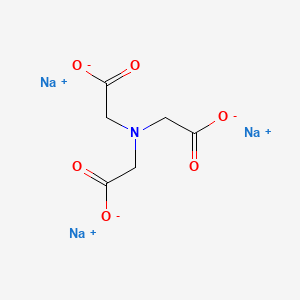 O - O
Na +
N O -
Na +
O O
O -
Na +